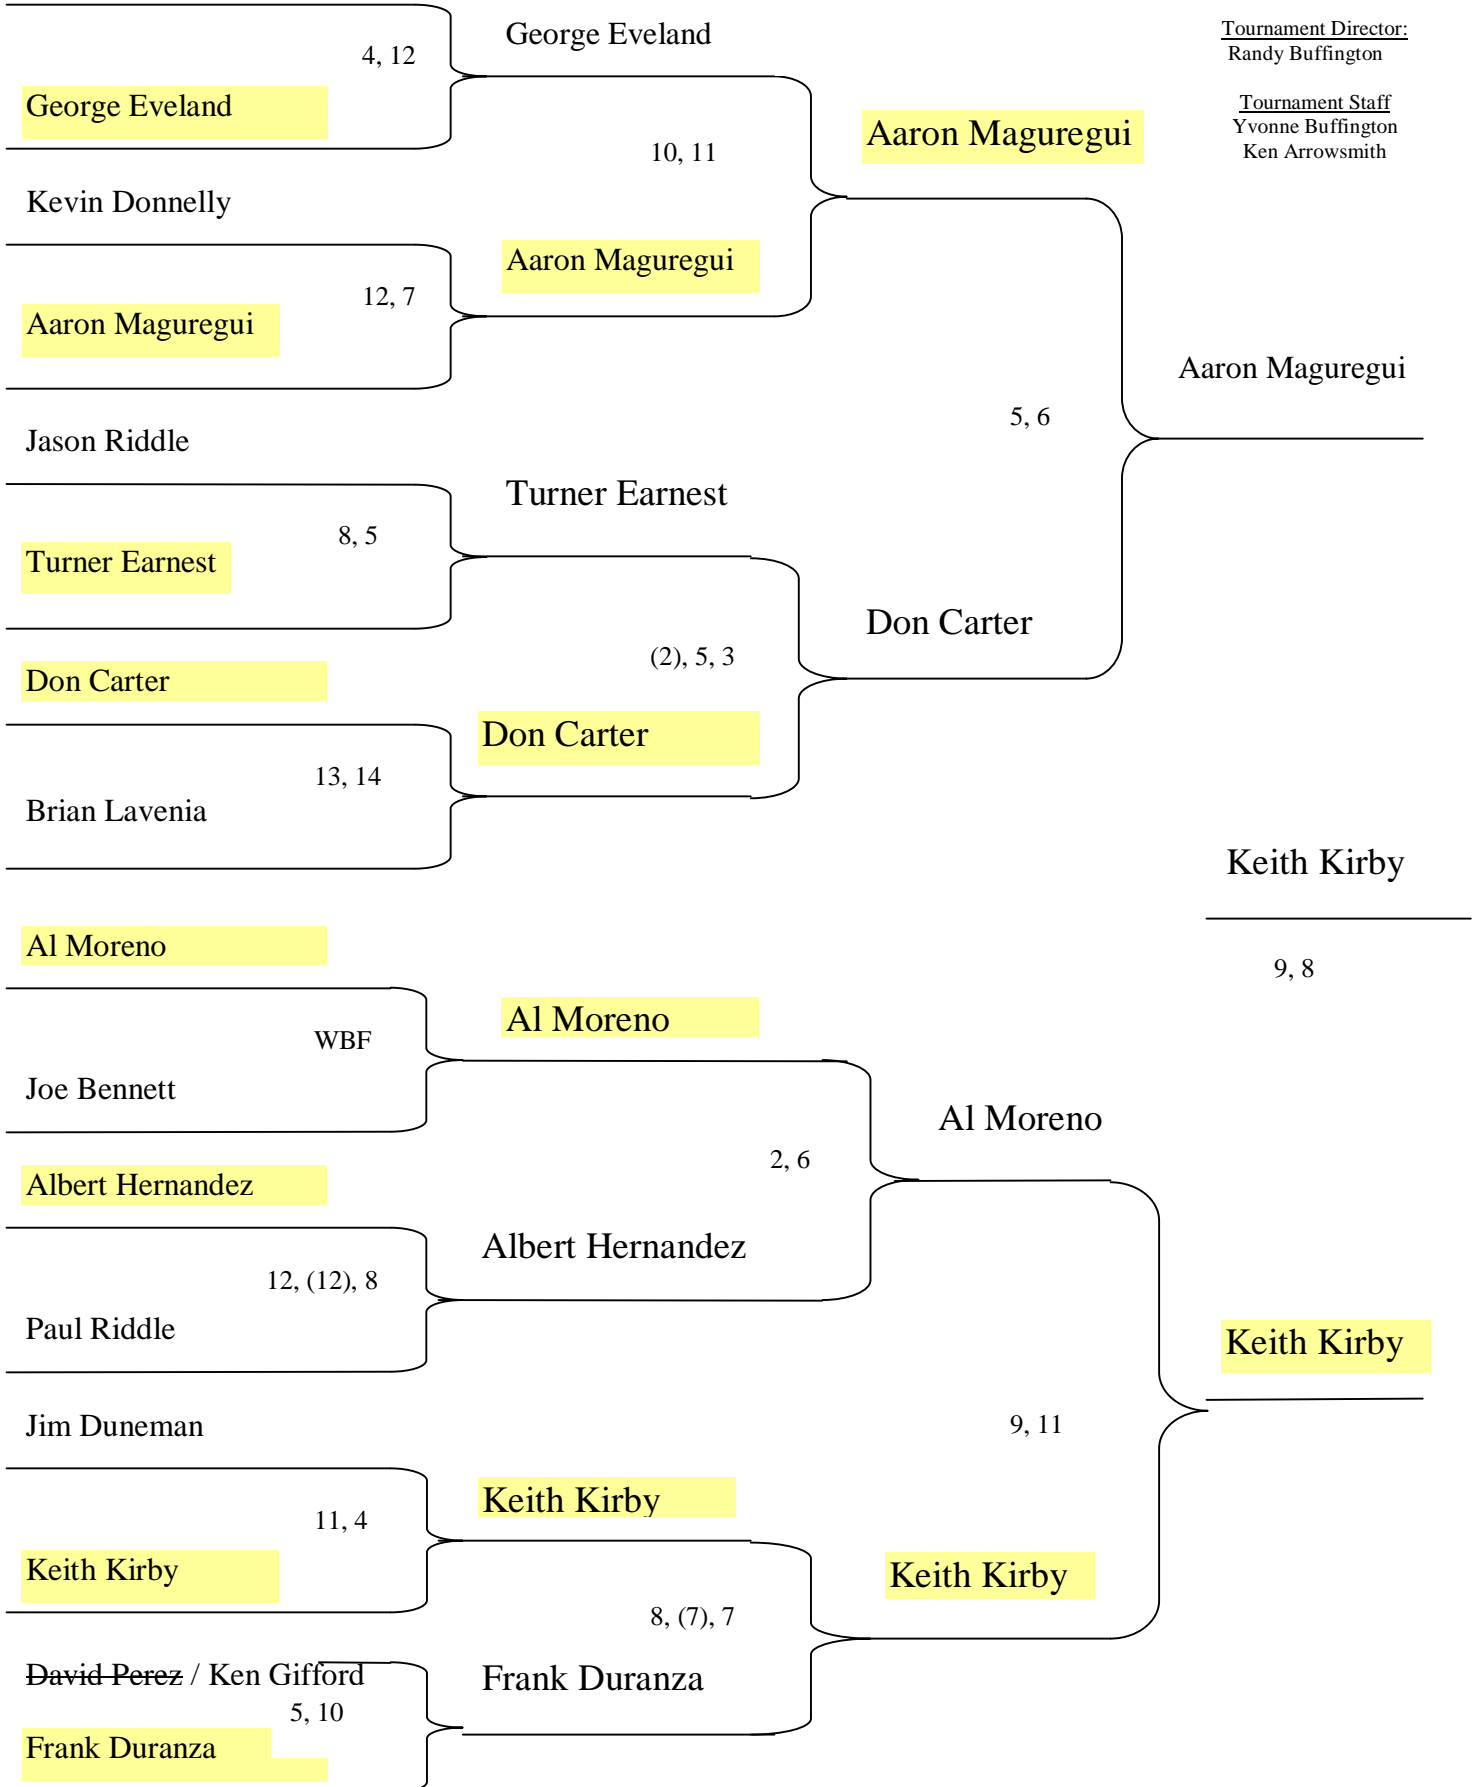 George Eveland
Tournament Director:
Randy Buffington
4, 12
George Eveland
Tournament Staff
Yvonne Buffington
Ken Arrowsmith
Aaron Maguregui
10, 11
Kevin Donnelly
Aaron Maguregui
12, 7
Aaron Maguregui
Aaron Maguregui
5, 6
Jason Riddle
Turner Earnest
8, 5
Turner Earnest
Don Carter
(2), 5, 3
Don Carter
Don Carter
13, 14
Brian Lavenia
Keith Kirby
9, 8
Al Moreno
Al Moreno
WBF
Joe Bennett
Al Moreno
2, 6
Albert Hernandez
Albert Hernandez
12, (12), 8
Paul Riddle
Keith Kirby
Jim Duneman
9, 11
Keith Kirby
11, 4
Keith Kirby
Keith Kirby
8, (7), 7
David Perez / Ken Gifford
Frank Duranza
5, 10
Frank Duranza